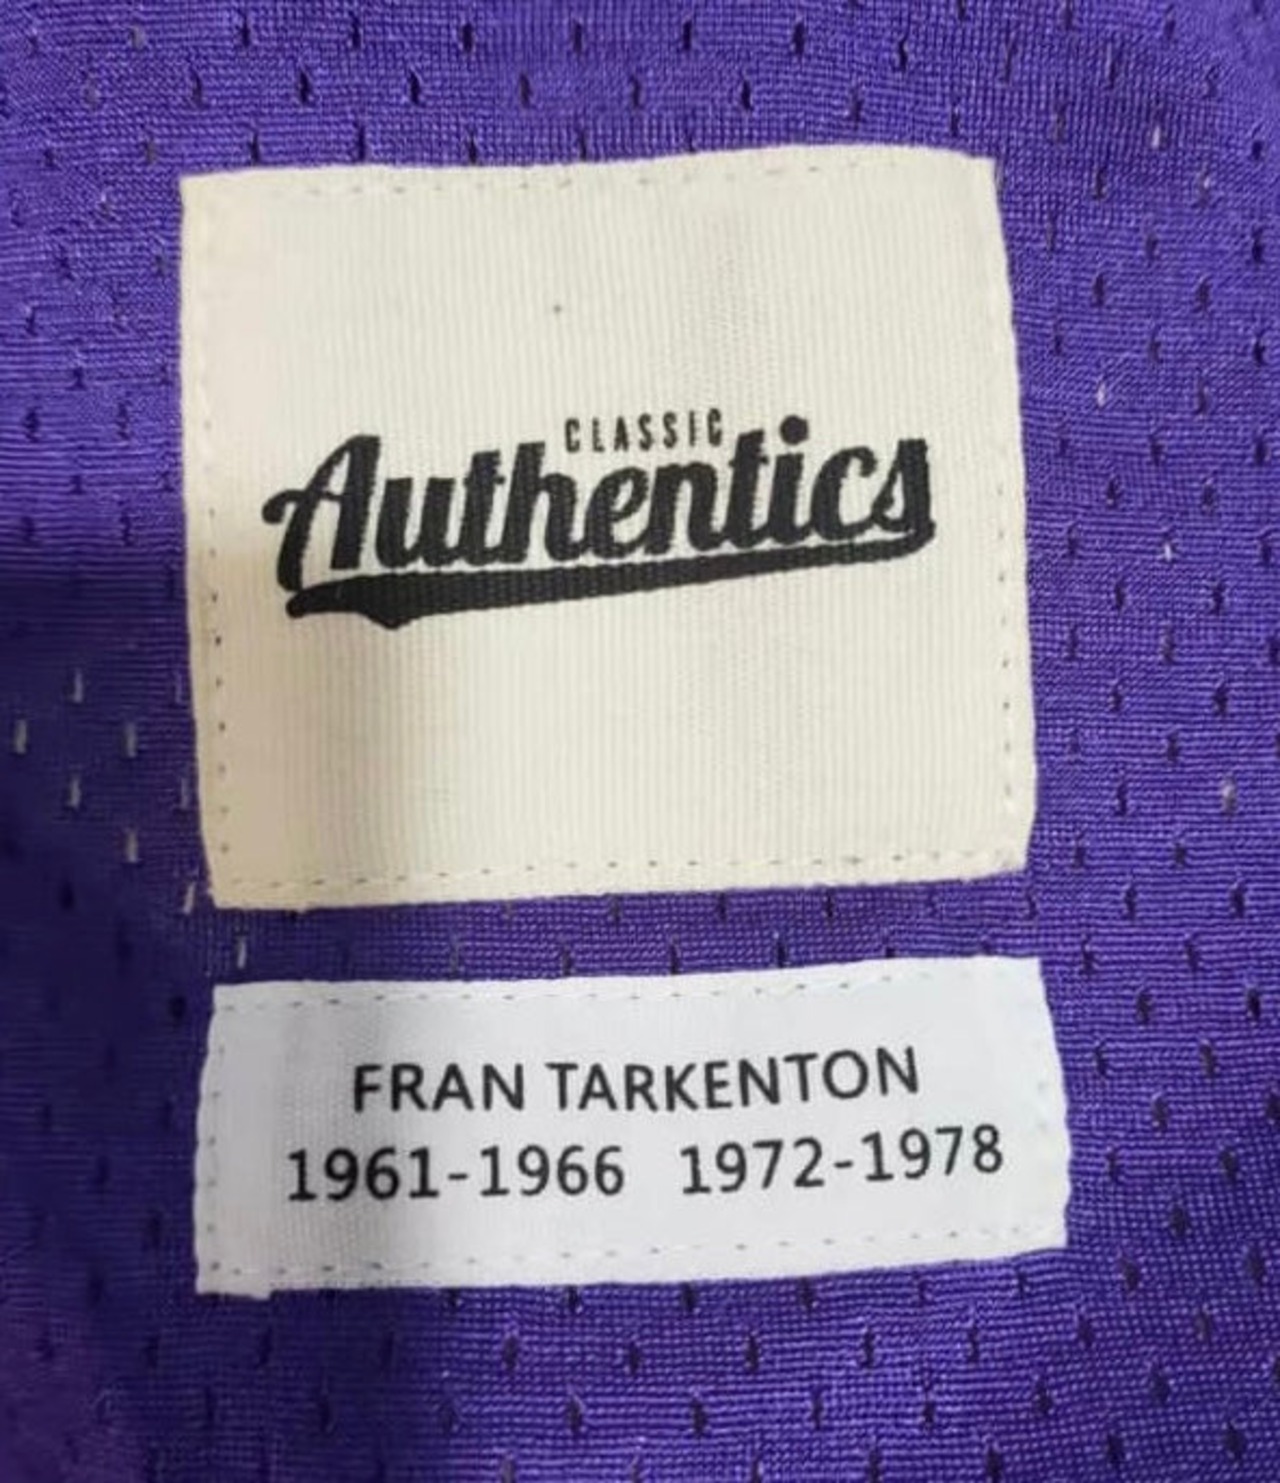 CLASSIC
Authentics
FRAN TARKENTON
1961-1966 1972-1978